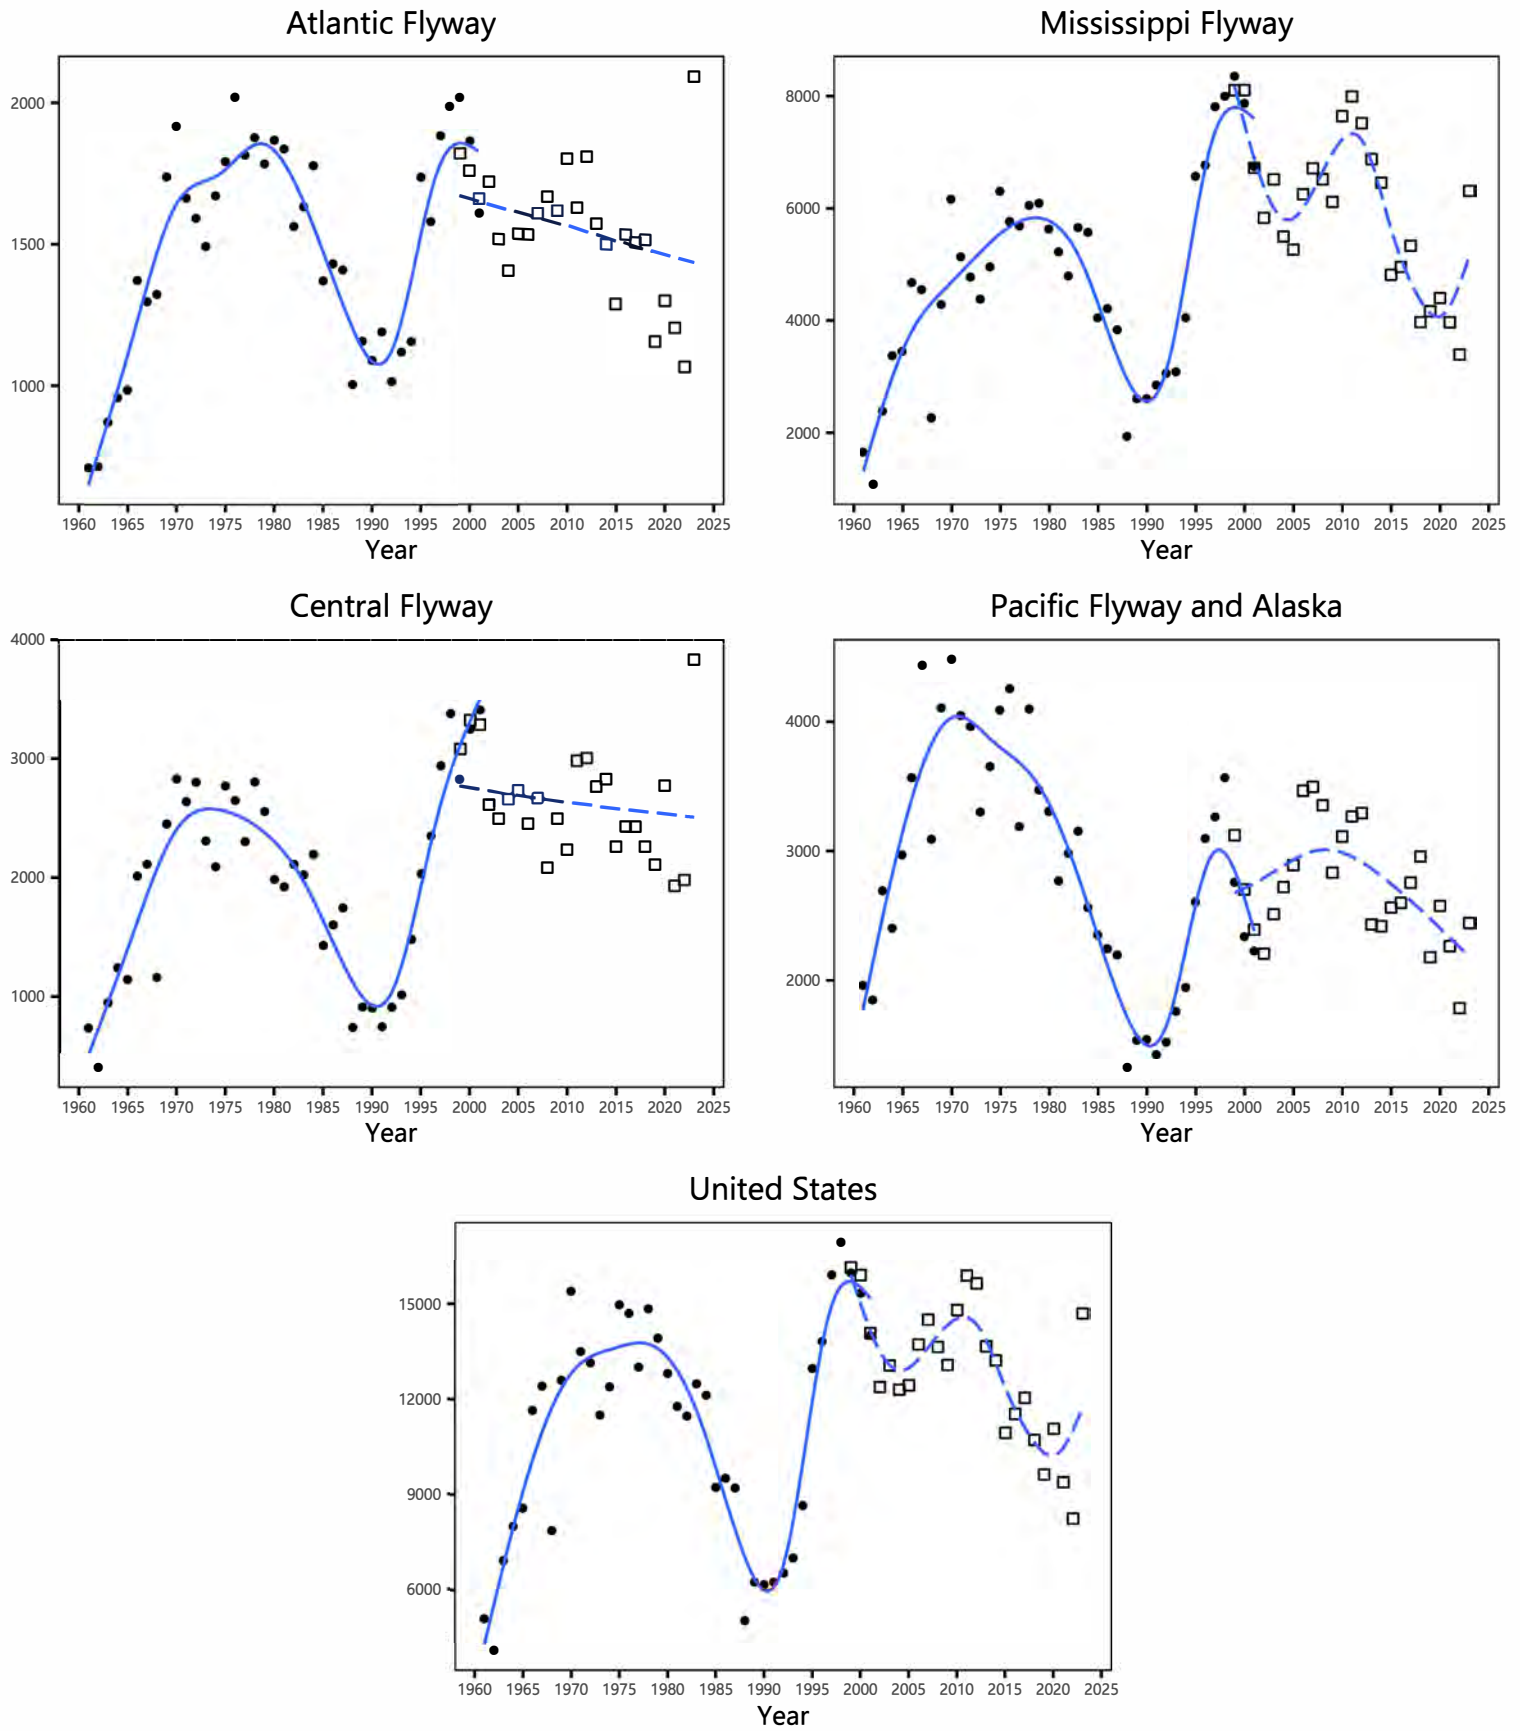 Atlantic Flyway
2000
1500
1000
1960 1965 1970 1975 1980 1985 1990 1995 2000 2005 2010 2015 2020 2025
Year
Mississippi Flyway
8000
6000
4000
2000
1960 1965 1970 1975 1980 1985 1990 1995 2000 2005 2010 2015 2020 2025
Year
Central Flyway
4000
3000
2000
1000
1960 1965 1970 1975 1980 1985 1990 1995 2000 2005 2010 2015 2020 2025
Year
Pacific Flyway and Alaska
4000
3000
2000
1960 1965 1970 1975 1980 1985 1990 1995 2000 2005 2010 2015 2020 2025
Year
United States
15000
12000
9000
6000
1960 1965 1970 1975 1980 1985 1990 1995 2000 2005 2010 2015 2020 2025
Year